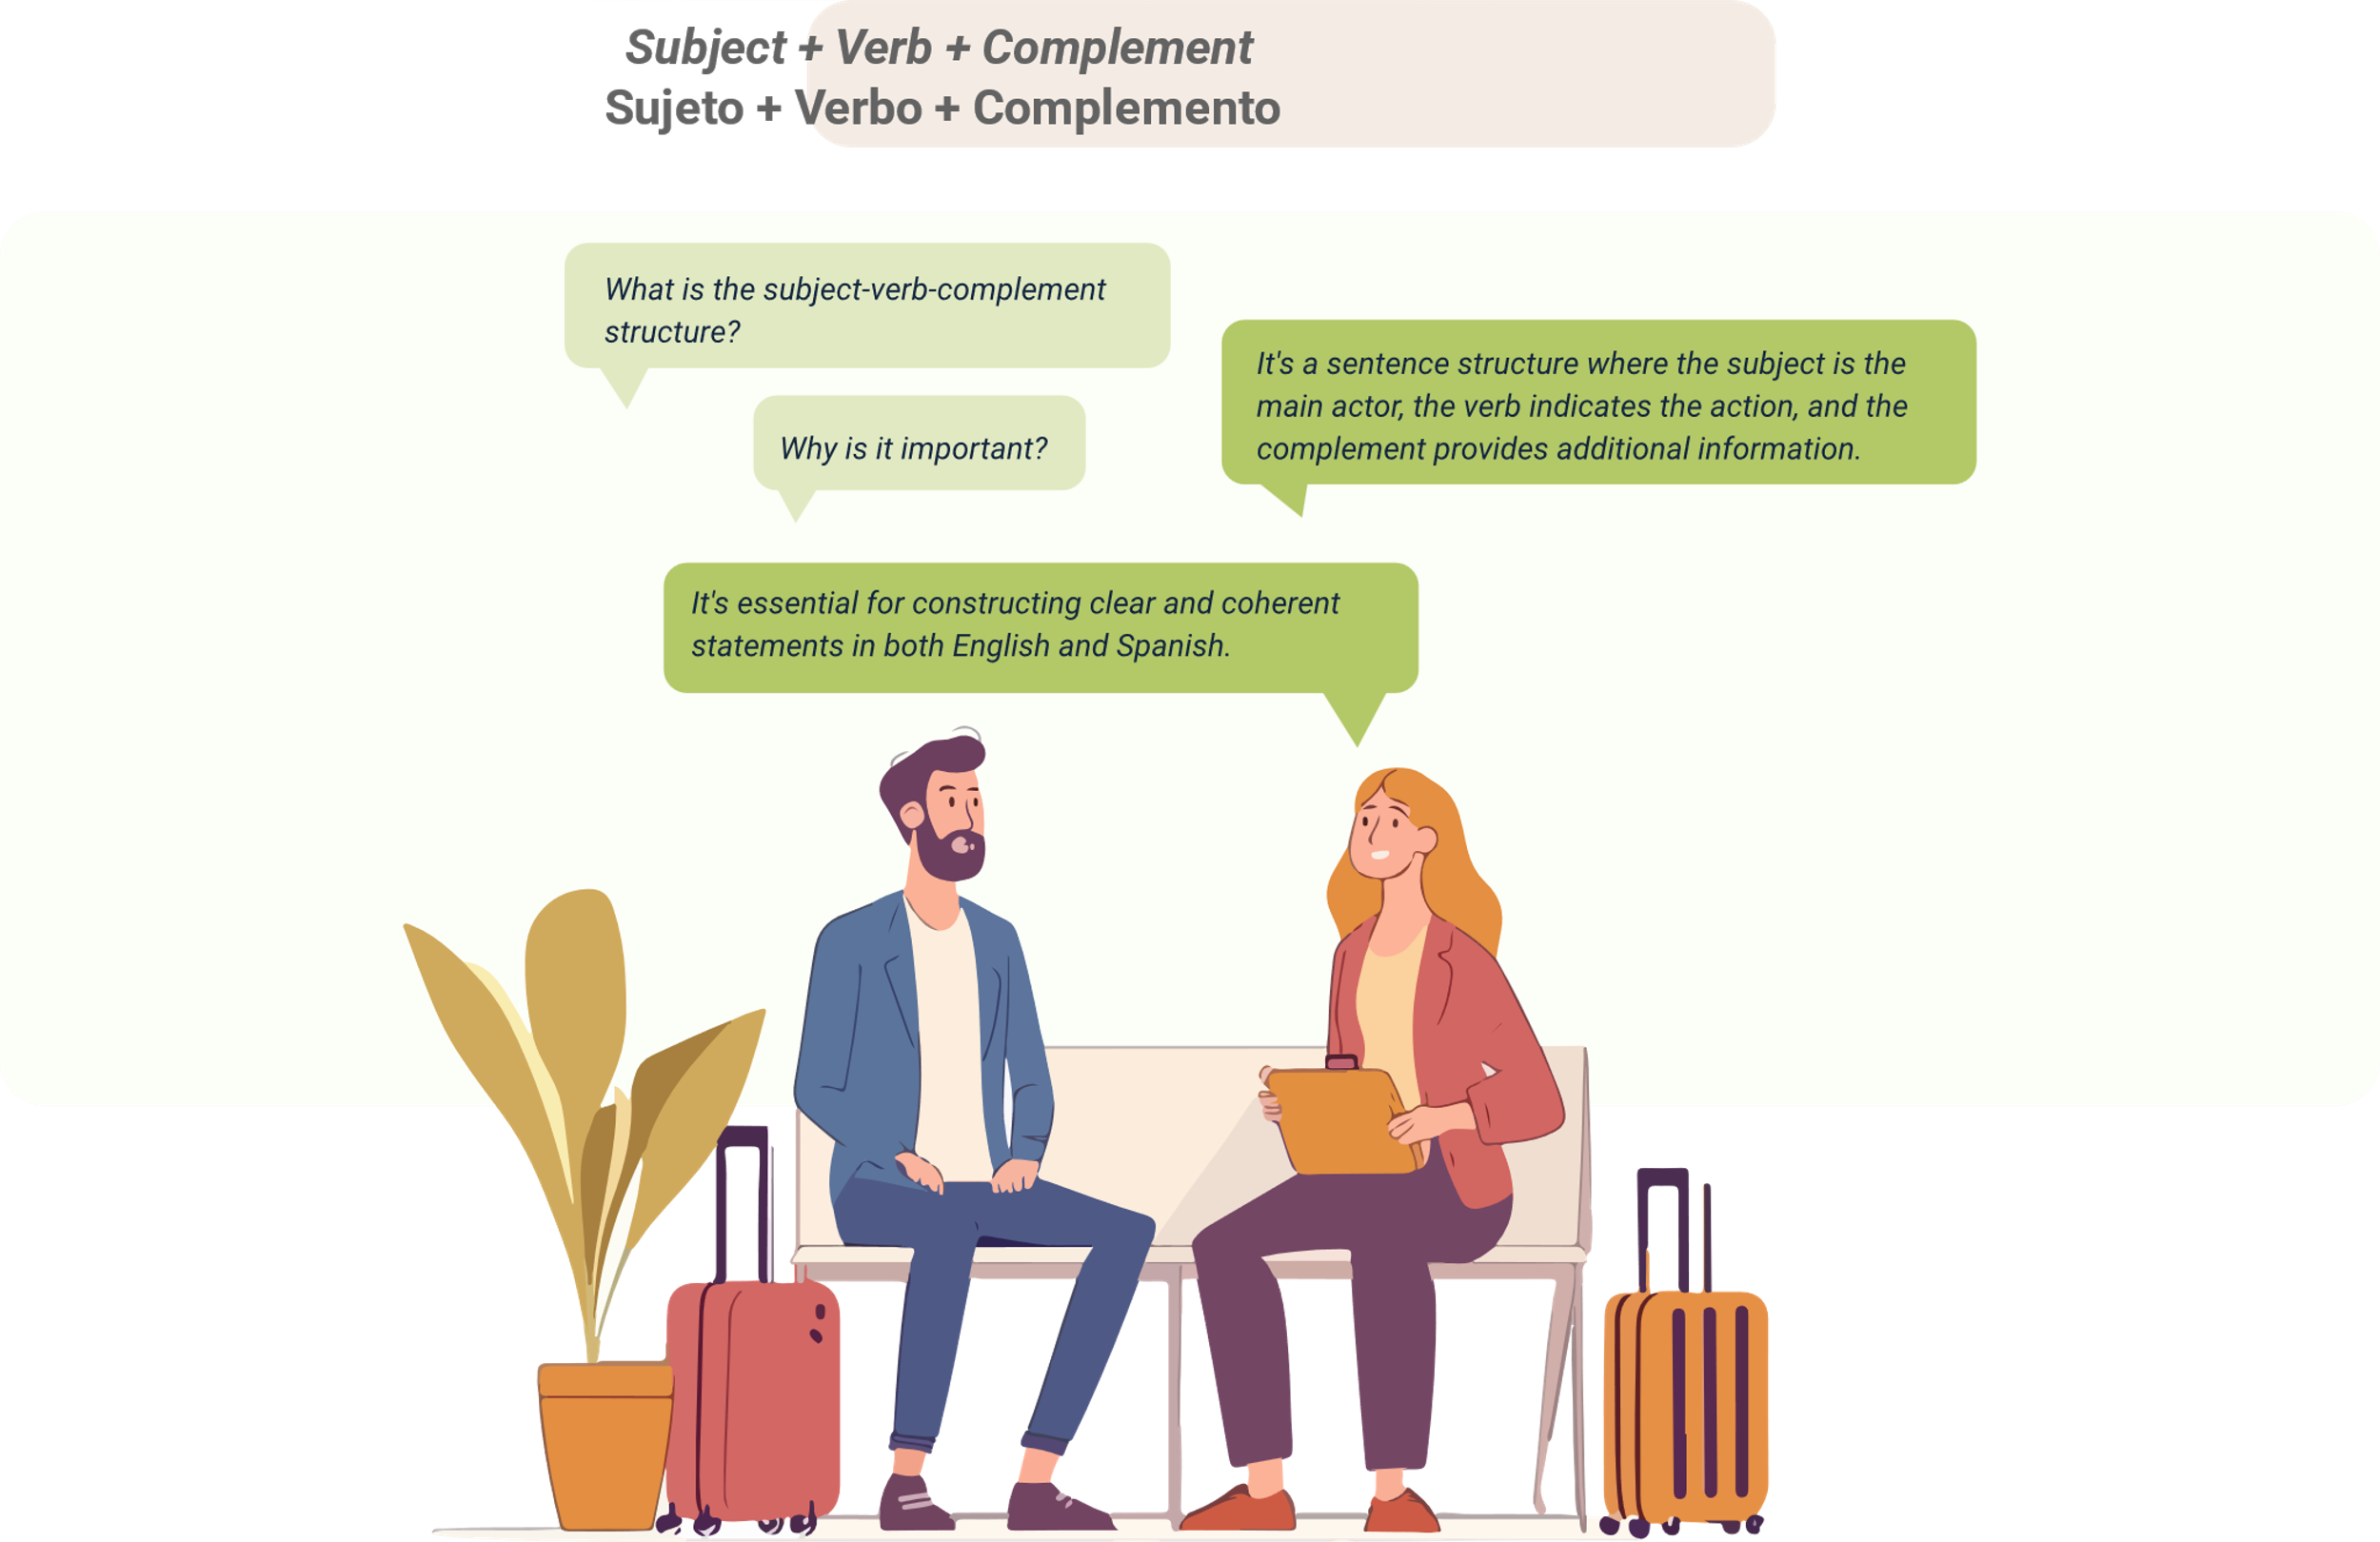 Subject + Verb + Complement
Sujeto + Verbo + Complemento
What is the subject-verb-complement
structure?
It's a sentence structure where the subject is the
main actor, the verb indicates the action, and the
complement provides additional information.
Why is it important?
It's essential for constructing clear and coherent
statements in both English and Spanish.